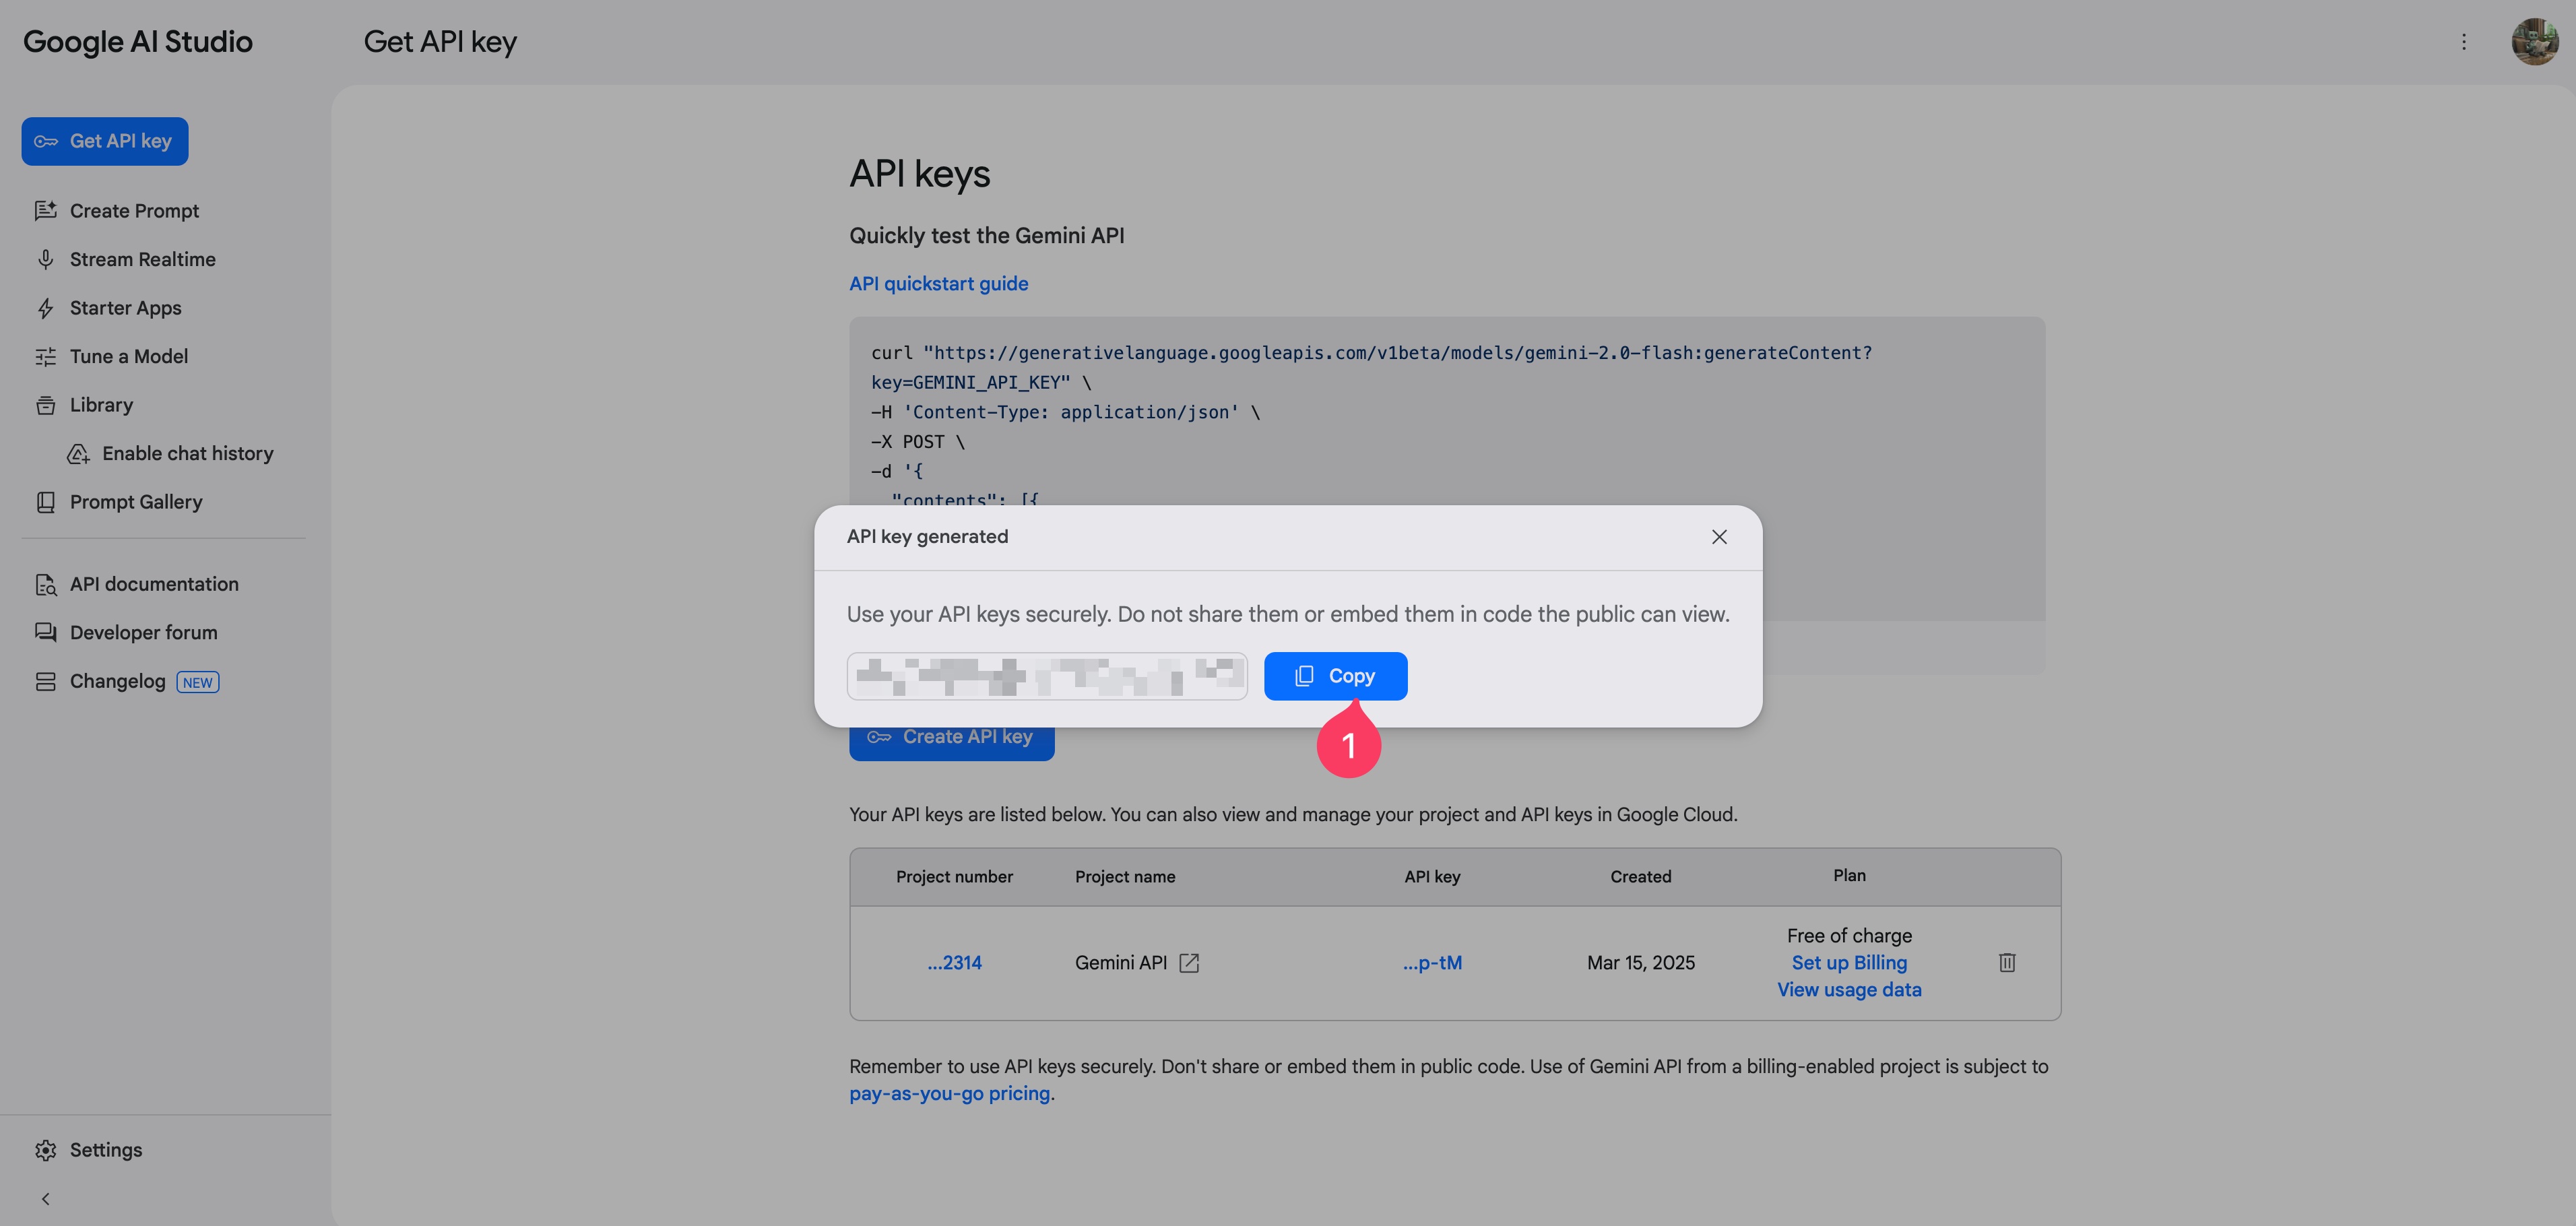 Google AI Studio
Get API key
Get API key
Create Prompt
Stream Realtime
Starter Apps
Tune a Model
Library
Enable chat history
Prompt Gallery
API documentation
Developer forum
Changelog NEW
Settings
API keys
Quickly test the Gemini API
API quickstart guide
curl "https://generativelanguage.googleapis.com/v1beta/models/gemini-2.0-flash:generateContent?
key=GEMINI_API_KEY" \
-H 'Content-Type: application/json' \
-X POST \
-d '{
"contents": [{
API key generated
Use your API keys securely. Do not share them or embed them in code the public can view.
Copy
1
Create API key
Your API keys are listed below. You can also view and manage your project and API keys in Google Cloud.
Project number Project name API key Created Plan
...2314 Gemini API ...p-tM Mar 15, 2025 Free of charge
Set up Billing
View usage data
Remember to use API keys securely. Don't share or embed them in public code. Use of Gemini API from a billing-enabled project is subject to
pay-as-you-go pricing.